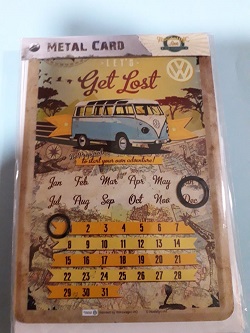 METAL CARD
LET'S
Get Lost
to start your own adventure!
Jan Feb Mar Apr May
Jul Aug Sep Oct Nov Dec
2 3 4 5 6 7
8 9 10 11 12 13 14
15 16 17 18 19 20 21
22 23 24 25 26 27 28
29 30 31